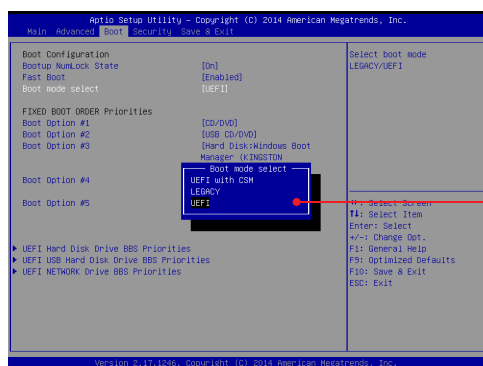 Aptio Setup Utility – Copyright (C) 2014 American Megatrends, Inc.
Main Advanced Boot Security Save & Exit
Boot Configuration
Bootup NumLock State [On]
Fast Boot [Enabled]
Boot mode select [UEFI]
FIXED BOOT ORDER Priorities
Boot Option #1 [CD/DVD]
Boot Option #2 [USB CD/DVD]
Boot Option #3 [Hard Disk:Windows Boot
Manager (KINGSTON
Boot mode select
UEFI with CSM
LEGACY
UEFI
Boot Option #4
Boot Option #5
UEFI Hard Disk Drive BBS Priorities
UEFI USB Hard Disk Drive BBS Priorities
UEFI NETWORK Drive BBS Priorities
Select boot mode
LEGACY/UEFI
: Select Screen
↑↓: Select Item
Enter: Select
+/-: Change Opt.
F1: General Help
F9: Optimized Defaults
F10: Save & Exit
ESC: Exit
Version 2.17.1246. Copyright (C) 2014 American Megatrends, Inc.